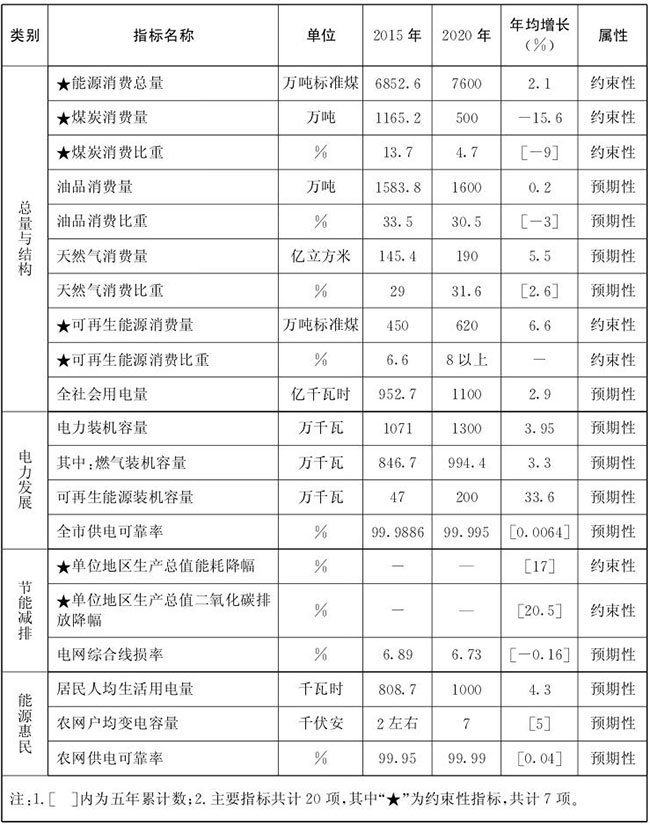 类别 指标名称 单位 2015年 2020年 年均增长(%) 属性
总量与结构
★能源消费总量 万吨标准煤 6852.6 7600 2.1 约束性
★煤炭消费量 万吨 1165.2 500 -15.6 约束性
★煤炭消费比重 % 13.7 4.7 [-9] 约束性
油品消费量 万吨 1583.8 1600 0.2 预期性
油品消费比重 % 33.5 30.5 [-3] 预期性
天然气消费量 亿立方米 145.4 190 5.5 预期性
天然气消费比重 % 29 31.6 [2.6] 预期性
★可再生能源消费量 万吨标准煤 450 620 6.6 约束性
★可再生能源消费比重 % 6.6 8以上 — 约束性
全社会用电量 亿千瓦时 952.7 1100 2.9 预期性
电力发展
电力装机容量 万千瓦 1071 1300 3.95 预期性
其中:燃气装机容量 万千瓦 846.7 994.4 3.3 预期性
可再生能源装机容量 万千瓦 47 200 33.6 预期性
全市供电可靠率 % 99.9886 99.995 [0.0064] 预期性
节能减排
★单位地区生产总值能耗降幅 % — — [17] 约束性
★单位地区生产总值二氧化碳排
放降幅 % — — [20.5] 约束性
电网综合线损率 % 6.89 6.73 [-0.16] 预期性
能源惠民
居民人均生活用电量 千瓦时 808.7 1000 4.3 预期性
农网户均变电容量 千伏安 2左右 7 [5] 预期性
农网供电可靠率 % 99.95 99.99 [0.04] 预期性
注:1.[ ]内为五年累计数;2.主要指标共计20项,其中“★”为约束性指标,共计7项。